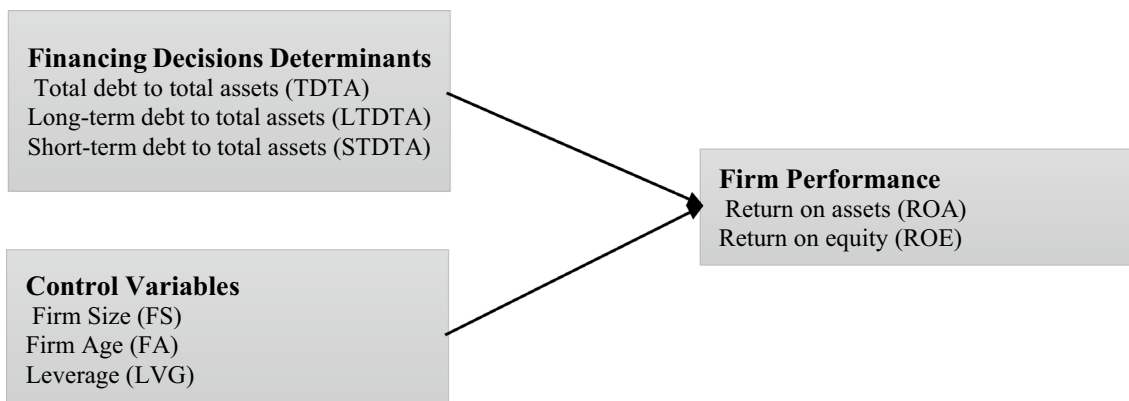 Financing Decisions Determinants
Total debt to total assets (TDTA)
Long-term debt to total assets (LTDTA)
Short-term debt to total assets (STDTA)
Firm Performance
Return on assets (ROA)
Return on equity (ROE)
Control Variables
Firm Size (FS)
Firm Age (FA)
Leverage (LVG)